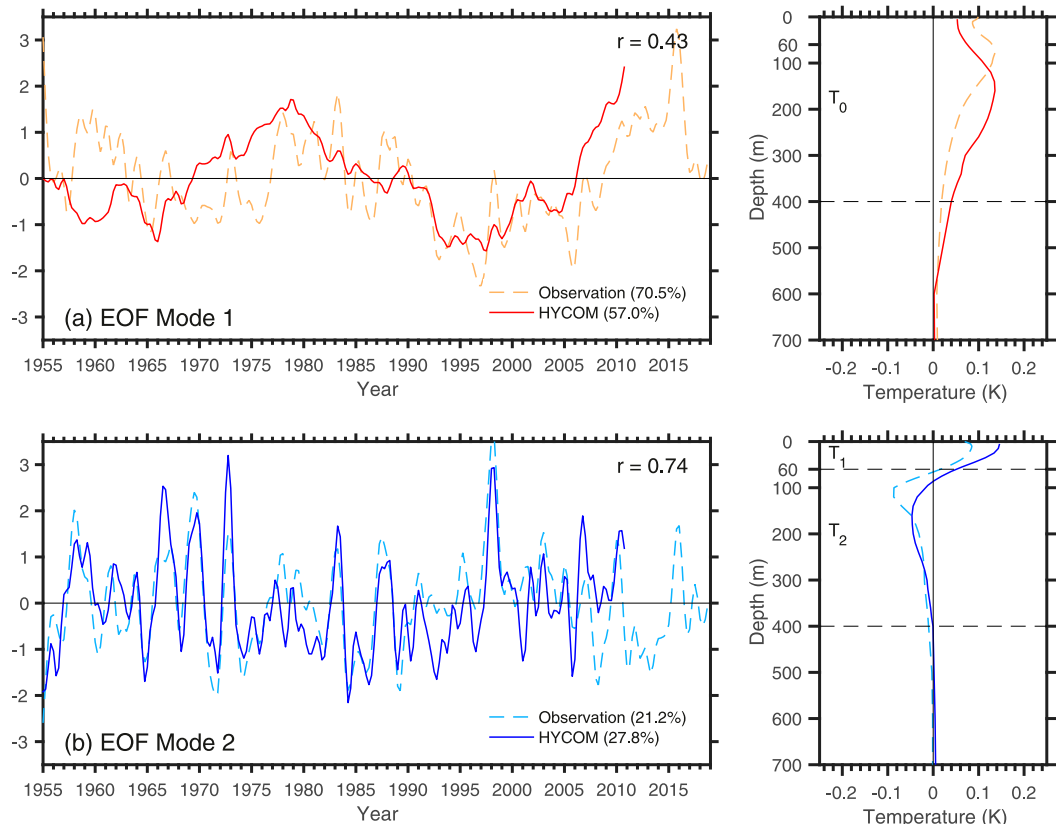 3
2
1
0
-1
-2
-3
r = 0.43
Observation (70.5%)
HYCOM (57.0%)
(a) EOF Mode 1
1955 1960 1965 1970 1975 1980 1985 1990 1995 2000 2005 2010 2015
Year
0
60
100
200
300
400
500
600
700
Depth (m)
T0
-0.2 -0.1 0 0.1 0.2
Temperature (K)
3
2
1
0
-1
-2
-3
r = 0.74
Observation (21.2%)
HYCOM (27.8%)
(b) EOF Mode 2
1955 1960 1965 1970 1975 1980 1985 1990 1995 2000 2005 2010 2015
Year
0
60
100
200
300
400
500
600
700
Depth (m)
T1
T2
-0.2 -0.1 0 0.1 0.2
Temperature (K)